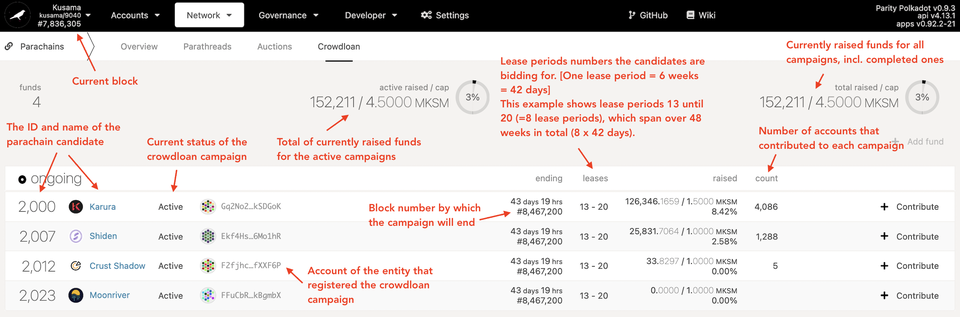 Kusama
kusama/9040
#7,836,305
Accounts
Network
Governance
Developer
Settings
GitHub
Wiki
Parity Polkadot v0.9.3
api v4.13.1
apps v0.92.2-21
Parachains
Overview
Parathreads
Auctions
Crowdloan
Current block
Lease periods numbers the candidates are
bidding for. [One lease period = 6 weeks
= 42 days]
This example shows lease periods 13 until
20 (=8 lease periods), which span over 48
weeks in total (8 x 42 days).
Currently raised funds for all
campaigns, incl. completed ones
funds
4
active raised / cap
152,211 / 4.5000 MKSM
3%
total raised / cap
152,211 / 4.5000 MKSM
3%
The ID and name of the
parachain candidate
Current status of the
crowdloan campaign
Total of currently raised funds
for the active campaigns
Number of accounts that
contributed to each campaign
+ Add fund
ongoing
ending
leases
raised
count
2,000
Karura
Active
Gq2No2…kSDGoK
43 days 19 hrs
#8,467,200
13 - 20
126,346.1659 / 1.5000 MKSM
8.42%
4,086
+ Contribute
Block number by which
the campaign will end
2,007
Shiden
Active
Ekf4Hs…6Mo1hR
43 days 19 hrs
#8,467,200
13 - 20
25,831.7064 / 1.5000 MKSM
2.58%
1,288
+ Contribute
2,012
Crust Shadow
Active
F2fjhc…fXXF6P
43 days 19 hrs
#8,467,200
13 - 20
33.8297 / 1.5000 MKSM
0.00%
5
+ Contribute
Account of the entity that
registered the crowdloan
campaign
2,023
Moonriver
Active
FFuCbR…kBgmbX
43 days 19 hrs
#8,467,200
13 - 20
0.0000 / 1.5000 MKSM
0.00%
+ Contribute